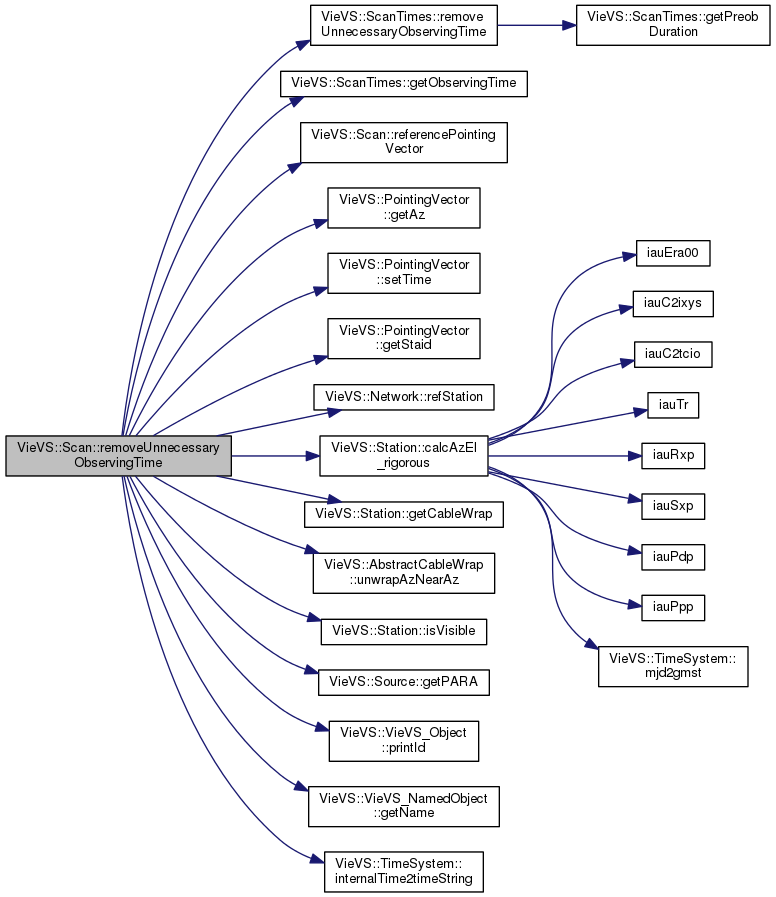 VieVS::ScanTimes::remove
UnnecessaryObservingTime
VieVS::ScanTimes::getPreob
Duration
VieVS::ScanTimes::getObservingTime
VieVS::Scan::referencePointing
Vector
VieVS::PointingVector
::getAz
VieVS::PointingVector
::setTime
VieVS::PointingVector
::getStaid
VieVS::Network::refStation
VieVS::Scan::removeUnnecessary
ObservingTime
VieVS::Station::calcAzEl
_rigorous
VieVS::Station::getCableWrap
VieVS::AbstractCableWrap
::unwrapAzNearAz
VieVS::Station::isVisible
VieVS::Source::getPARA
VieVS::VieVS_Object
::printId
VieVS::VieVS_NamedObject
::getName
VieVS::TimeSystem::
internalTime2timeString
iauEra00
iauC2ixys
iauC2tcio
iauTr
iauRxp
iauSxp
iauPdp
iauPpp
VieVS::TimeSystem::
mjd2gmst